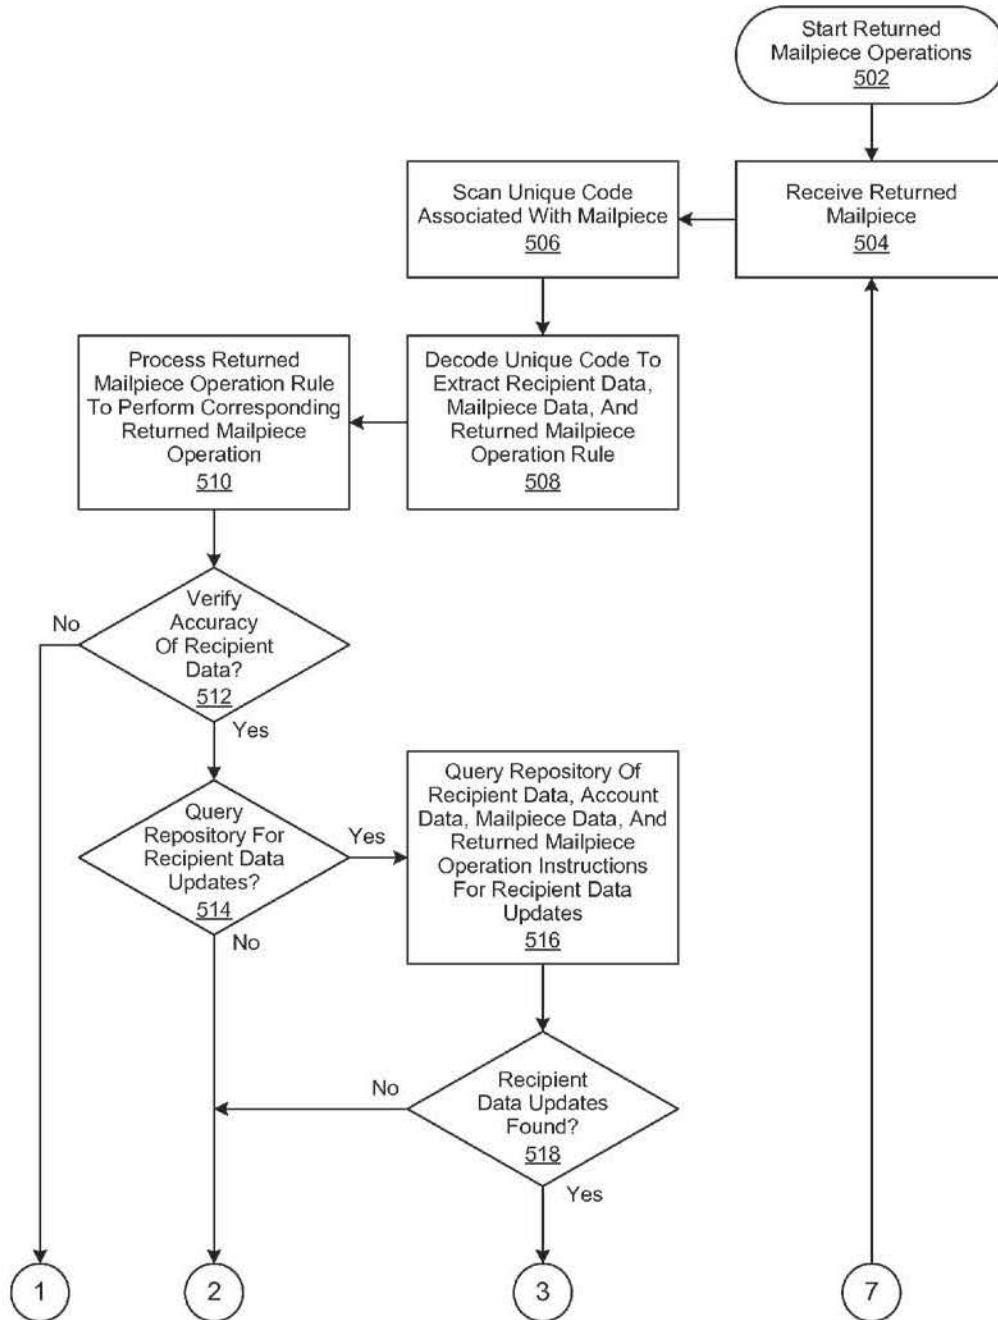 Start Returned
Mailpiece Operations
502
Receive Returned
Mailpiece
504
Scan Unique Code
Associated With Mailpiece
506
Decode Unique Code To
Extract Recipient Data,
Mailpiece Data, And
Returned Mailpiece
Operation Rule
508
Process Returned
Mailpiece Operation Rule
To Perform Corresponding
Returned Mailpiece
Operation
510
Verify
Accuracy
Of Recipient
Data?
512
No
Yes
Query
Repository For
Recipient Data
Updates?
514
Yes
No
Query Repository Of
Recipient Data, Account
Data, Mailpiece Data, And
Returned Mailpiece
Operation Instructions
For Recipient Data
Updates
516
Recipient
Data Updates
Found?
518
No
Yes
1
2
3
7